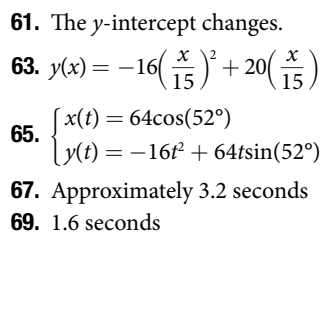 61. The y-intercept changes.
63. y(x) = −16(x/15)² + 20(x/15)
65. { x(t) = 64cos(52°)
y(t) = −16t² + 64tsin(52°)
67. Approximately 3.2 seconds
69. 1.6 seconds